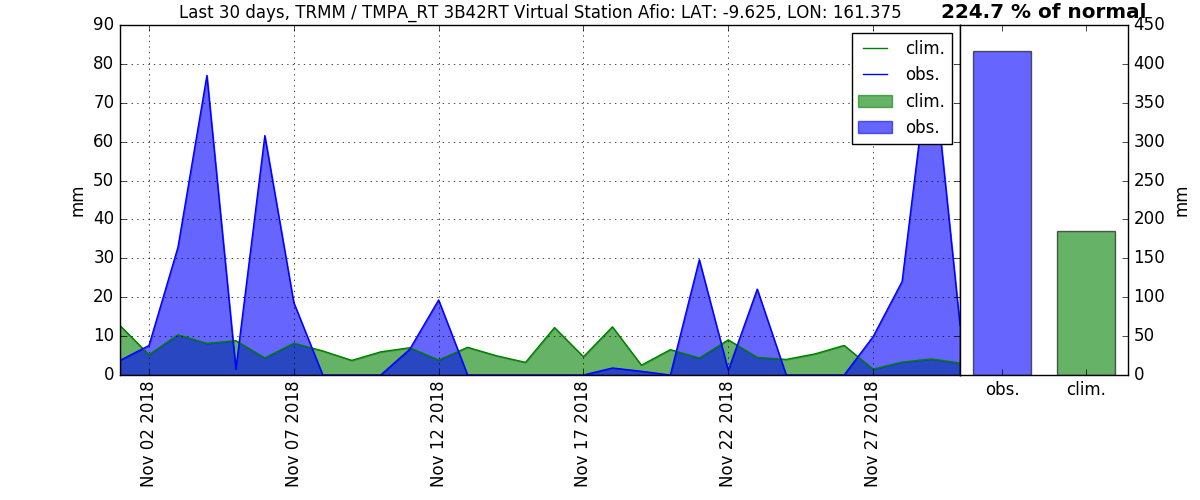 Last 30 days, TRMM / TMPA_RT 3B42RT Virtual Station Afio: LAT: -9.625, LON: 161.375
224.7 % of normal
90
80
70
60
50
40
30
20
10
0
mm
clim.
obs.
clim.
obs.
Nov 02 2018
Nov 07 2018
Nov 12 2018
Nov 17 2018
Nov 22 2018
Nov 27 2018
450
400
350
300
250
200
150
100
50
0
mm
obs.
clim.